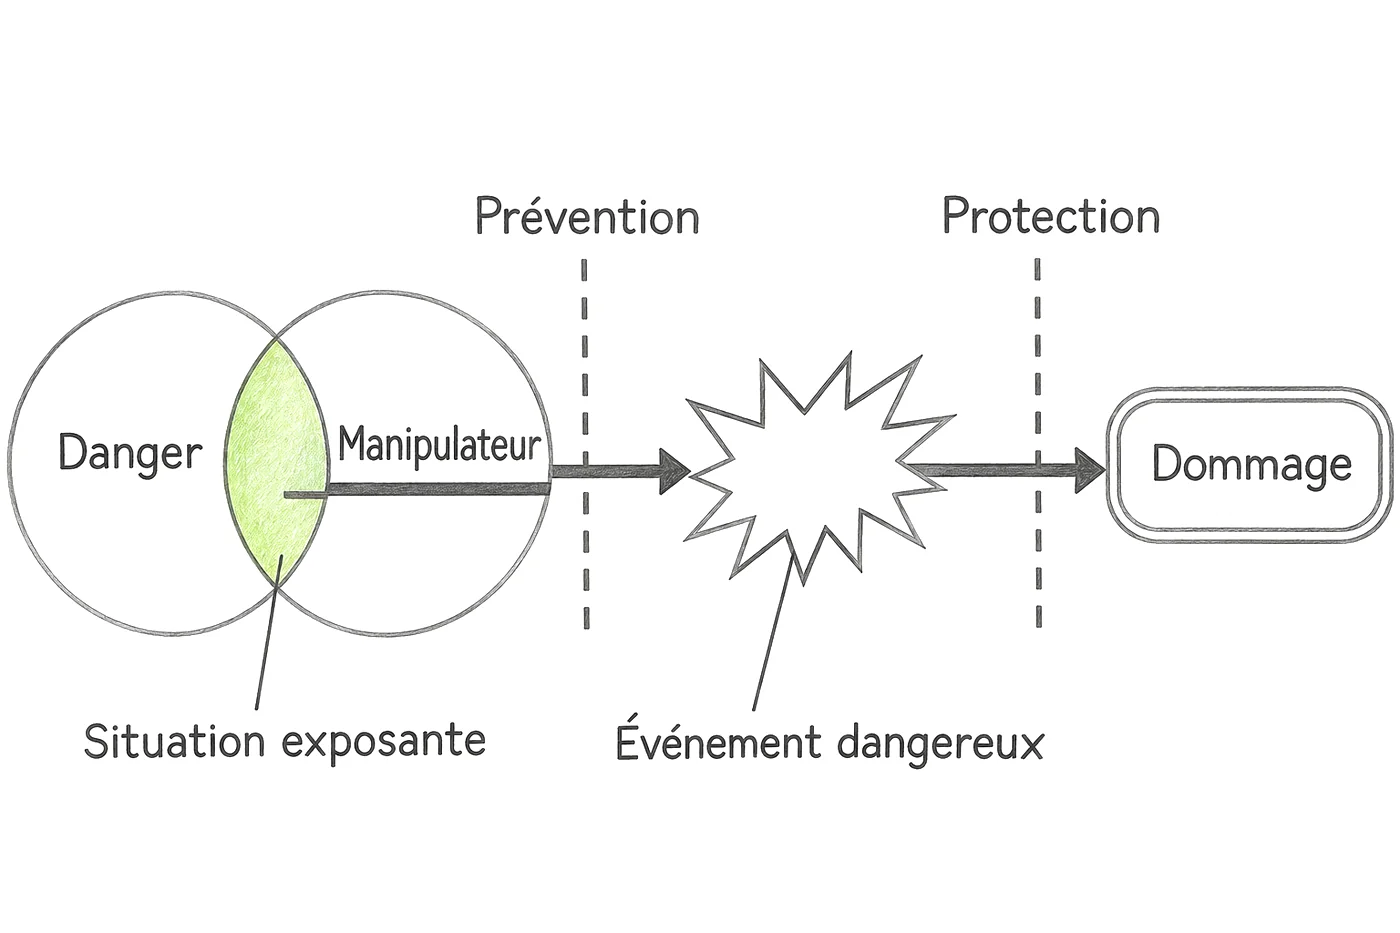 Prévention
Protection
Danger
Manipulateur
Dommage
Situation exposante
Événement dangereux